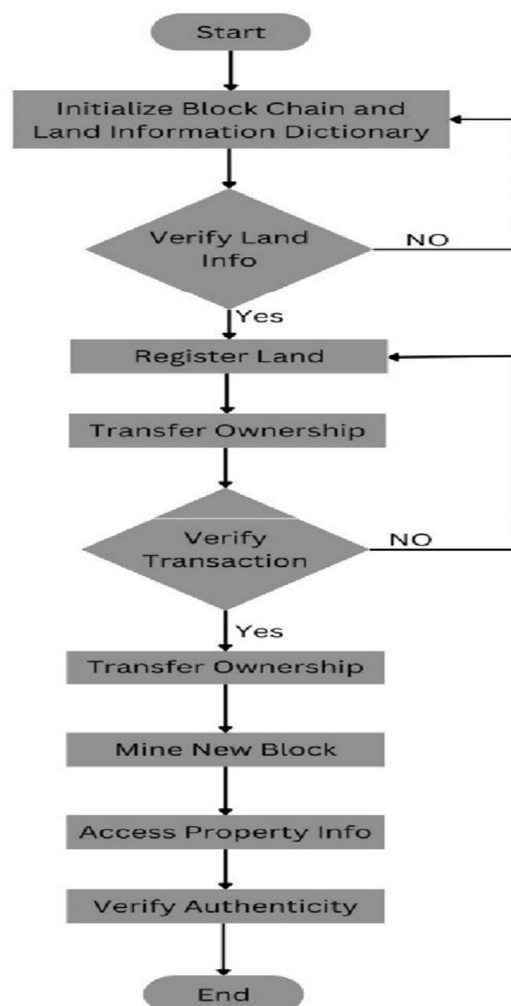 Start
Initialize Block Chain and
Land Information Dictionary
Verify Land
Info
NO
Yes
Register Land
Transfer Ownership
Verify
Transaction
NO
Yes
Transfer Ownership
Mine New Block
Access Property Info
Verify Authenticity
End